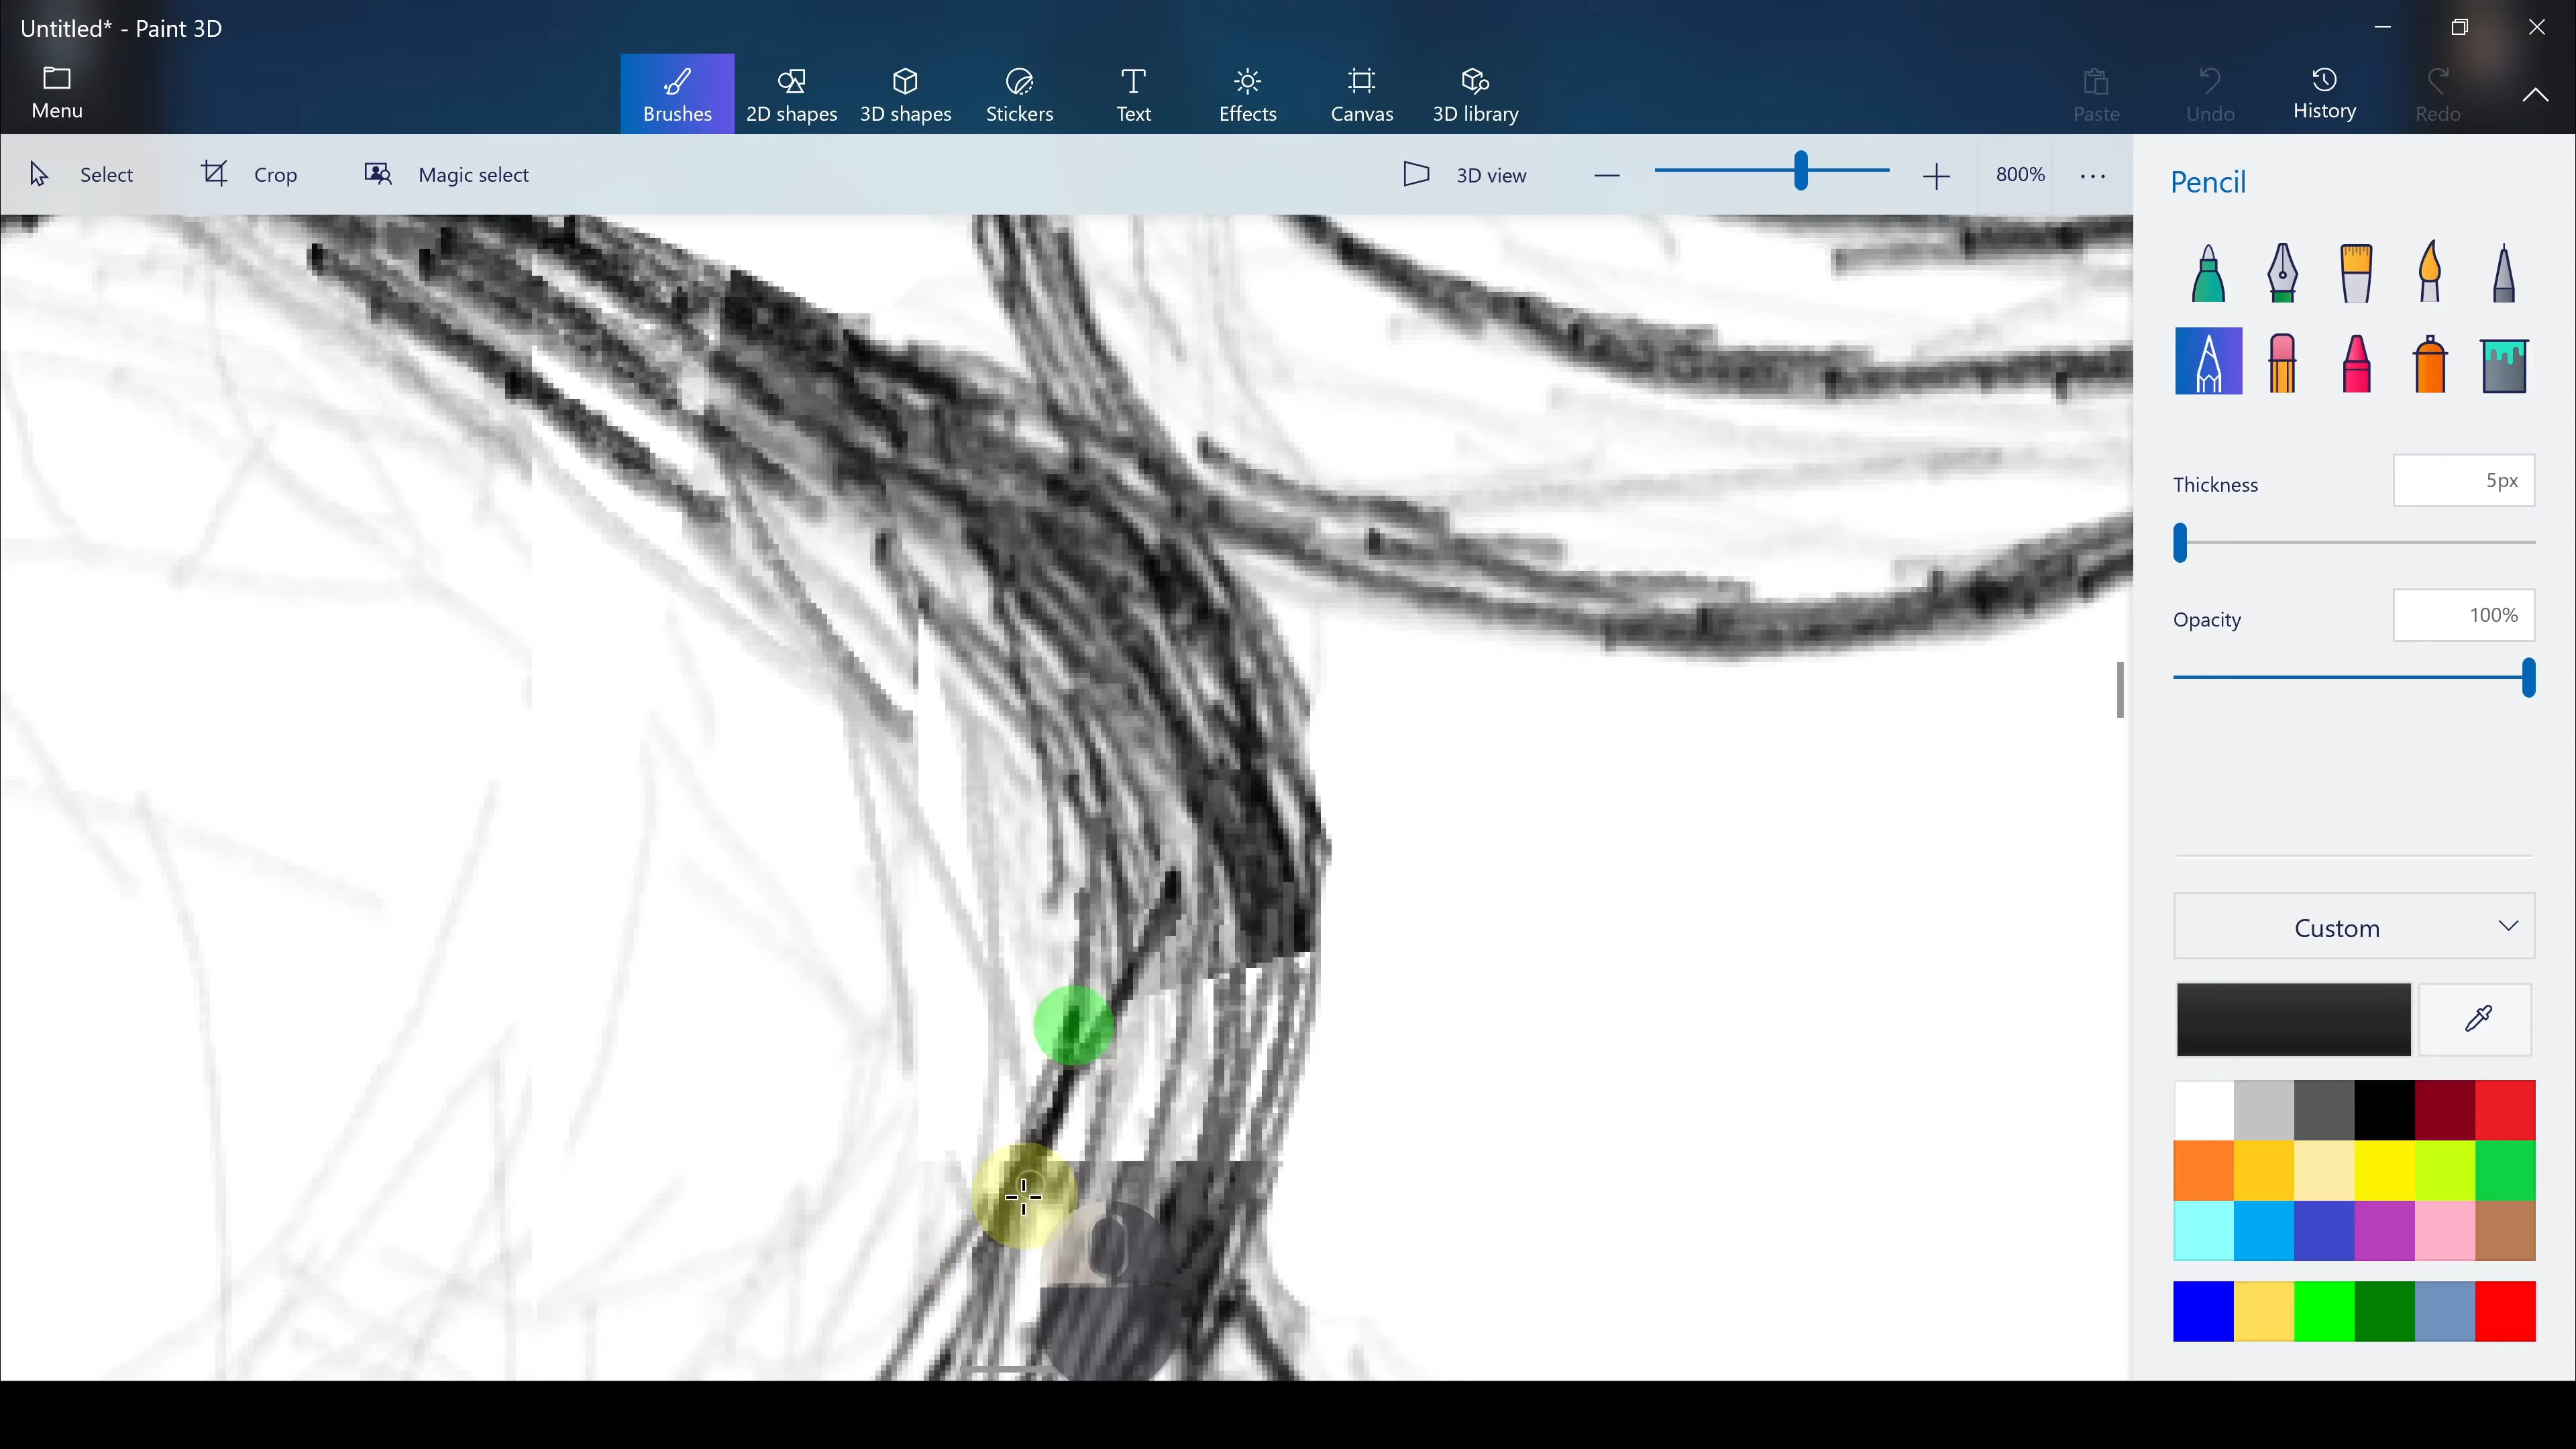 Untitled* - Paint 3D
Menu
Brushes
2D shapes
3D shapes
Stickers
Text
Effects
Canvas
3D library
Paste
Undo
History
Redo
Select
Crop
Magic select
3D view
800%
Pencil
Thickness
5px
Opacity
100%
Custom